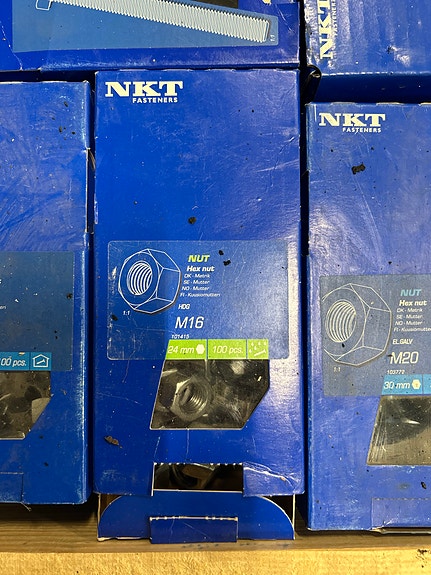 NKT
FASTENERS
NUT
Hex nut
DK - Møtrik
SE - Mutter
NO - Mutter
FI - Kuusiomutteri
HDG
1:1
M16
101415
24 mm
100 pcs.
NKT
FASTENERS
NUT
Hex nut
DK - Møtrik
SE - Mutter
NO - Mutter
FI - Kuusiomutteri
EL.GALV
1:1
M20
103772
30 mm
00 pcs.
NKT